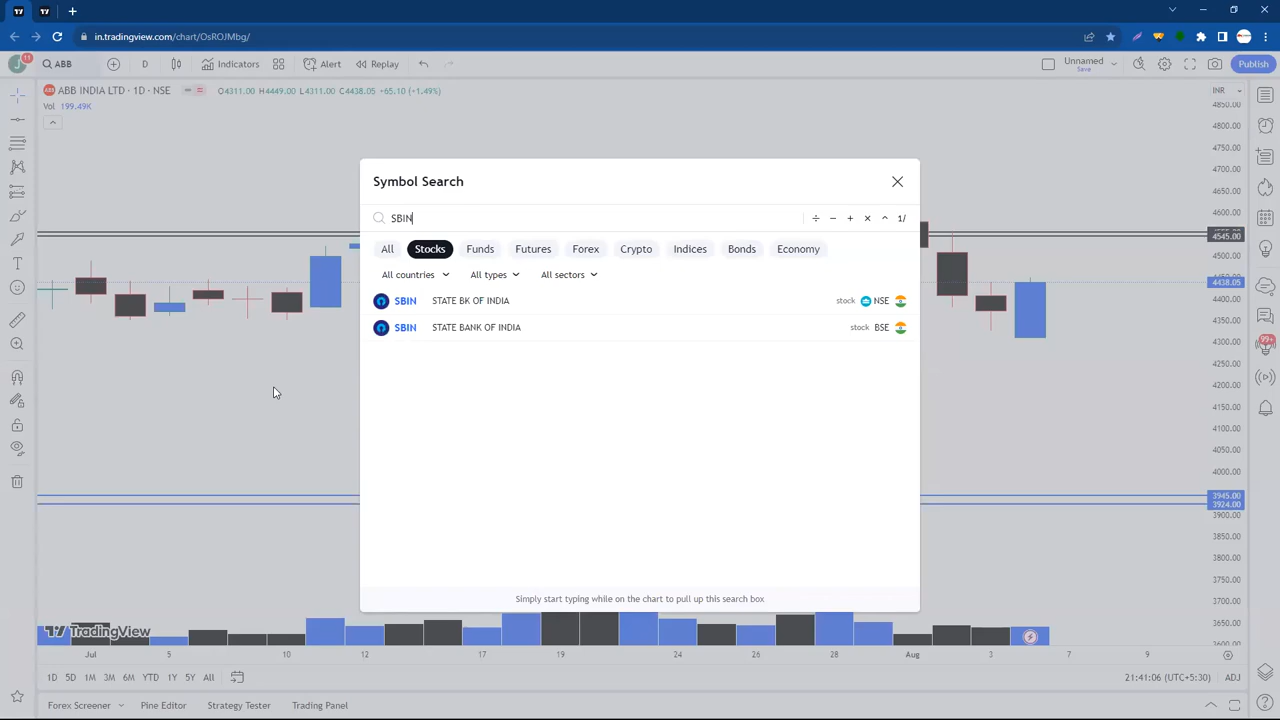 in.tradingview.com/chart/OsROJMbg/
11
ABB
D
Indicators
Alert
Replay
Unnamed
Save
Publish
ABB INDIA LTD · 1D · NSE
O4311.00 H4449.00 L4311.00 C4438.05 +65.10 (+1.49%)
Vol 199.49K
INR
4850.00
4800.00
4750.00
4700.00
4650.00
4600.00
4545.00
4500.00
4438.05
4400.00
4350.00
4300.00
4250.00
4200.00
4150.00
4100.00
4050.00
4000.00
3945.00
3924.00
3900.00
3850.00
3800.00
3750.00
3700.00
3650.00
3600.00
99+
Symbol Search
SBIN
÷ − + × ^ 1/
All Stocks Funds Futures Forex Crypto Indices Bonds Economy
All countries All types All sectors
SBIN STATE BK OF INDIA stock NSE
SBIN STATE BANK OF INDIA stock BSE
Simply start typing while on the chart to pull up this search box
TradingView
Jul 5 10 12 17 19 24 26 28 Aug 3 7 9
1D 5D 1M 3M 6M YTD 1Y 5Y All
21:41:06 (UTC+5:30) ADJ
Forex Screener Pine Editor Strategy Tester Trading Panel